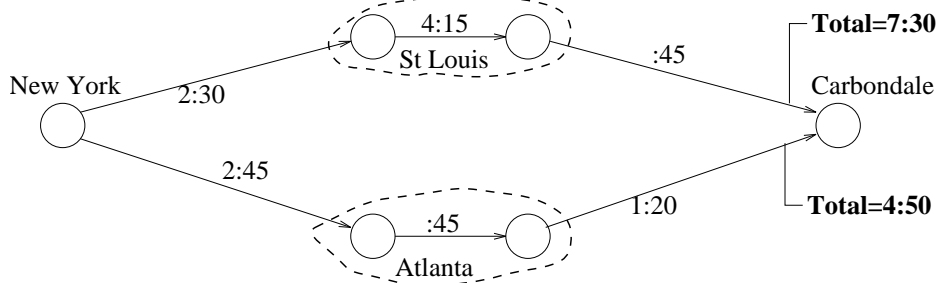 4:15
Total=7:30
St Louis
:45
New York
2:30
Carbondale
2:45
1:20
Total=4:50
:45
Atlanta